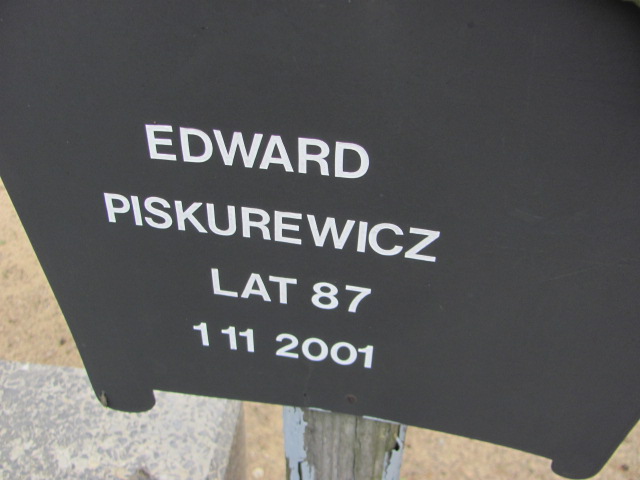 EDWARD
PISKUREWICZ
LAT 87
1 11 2001